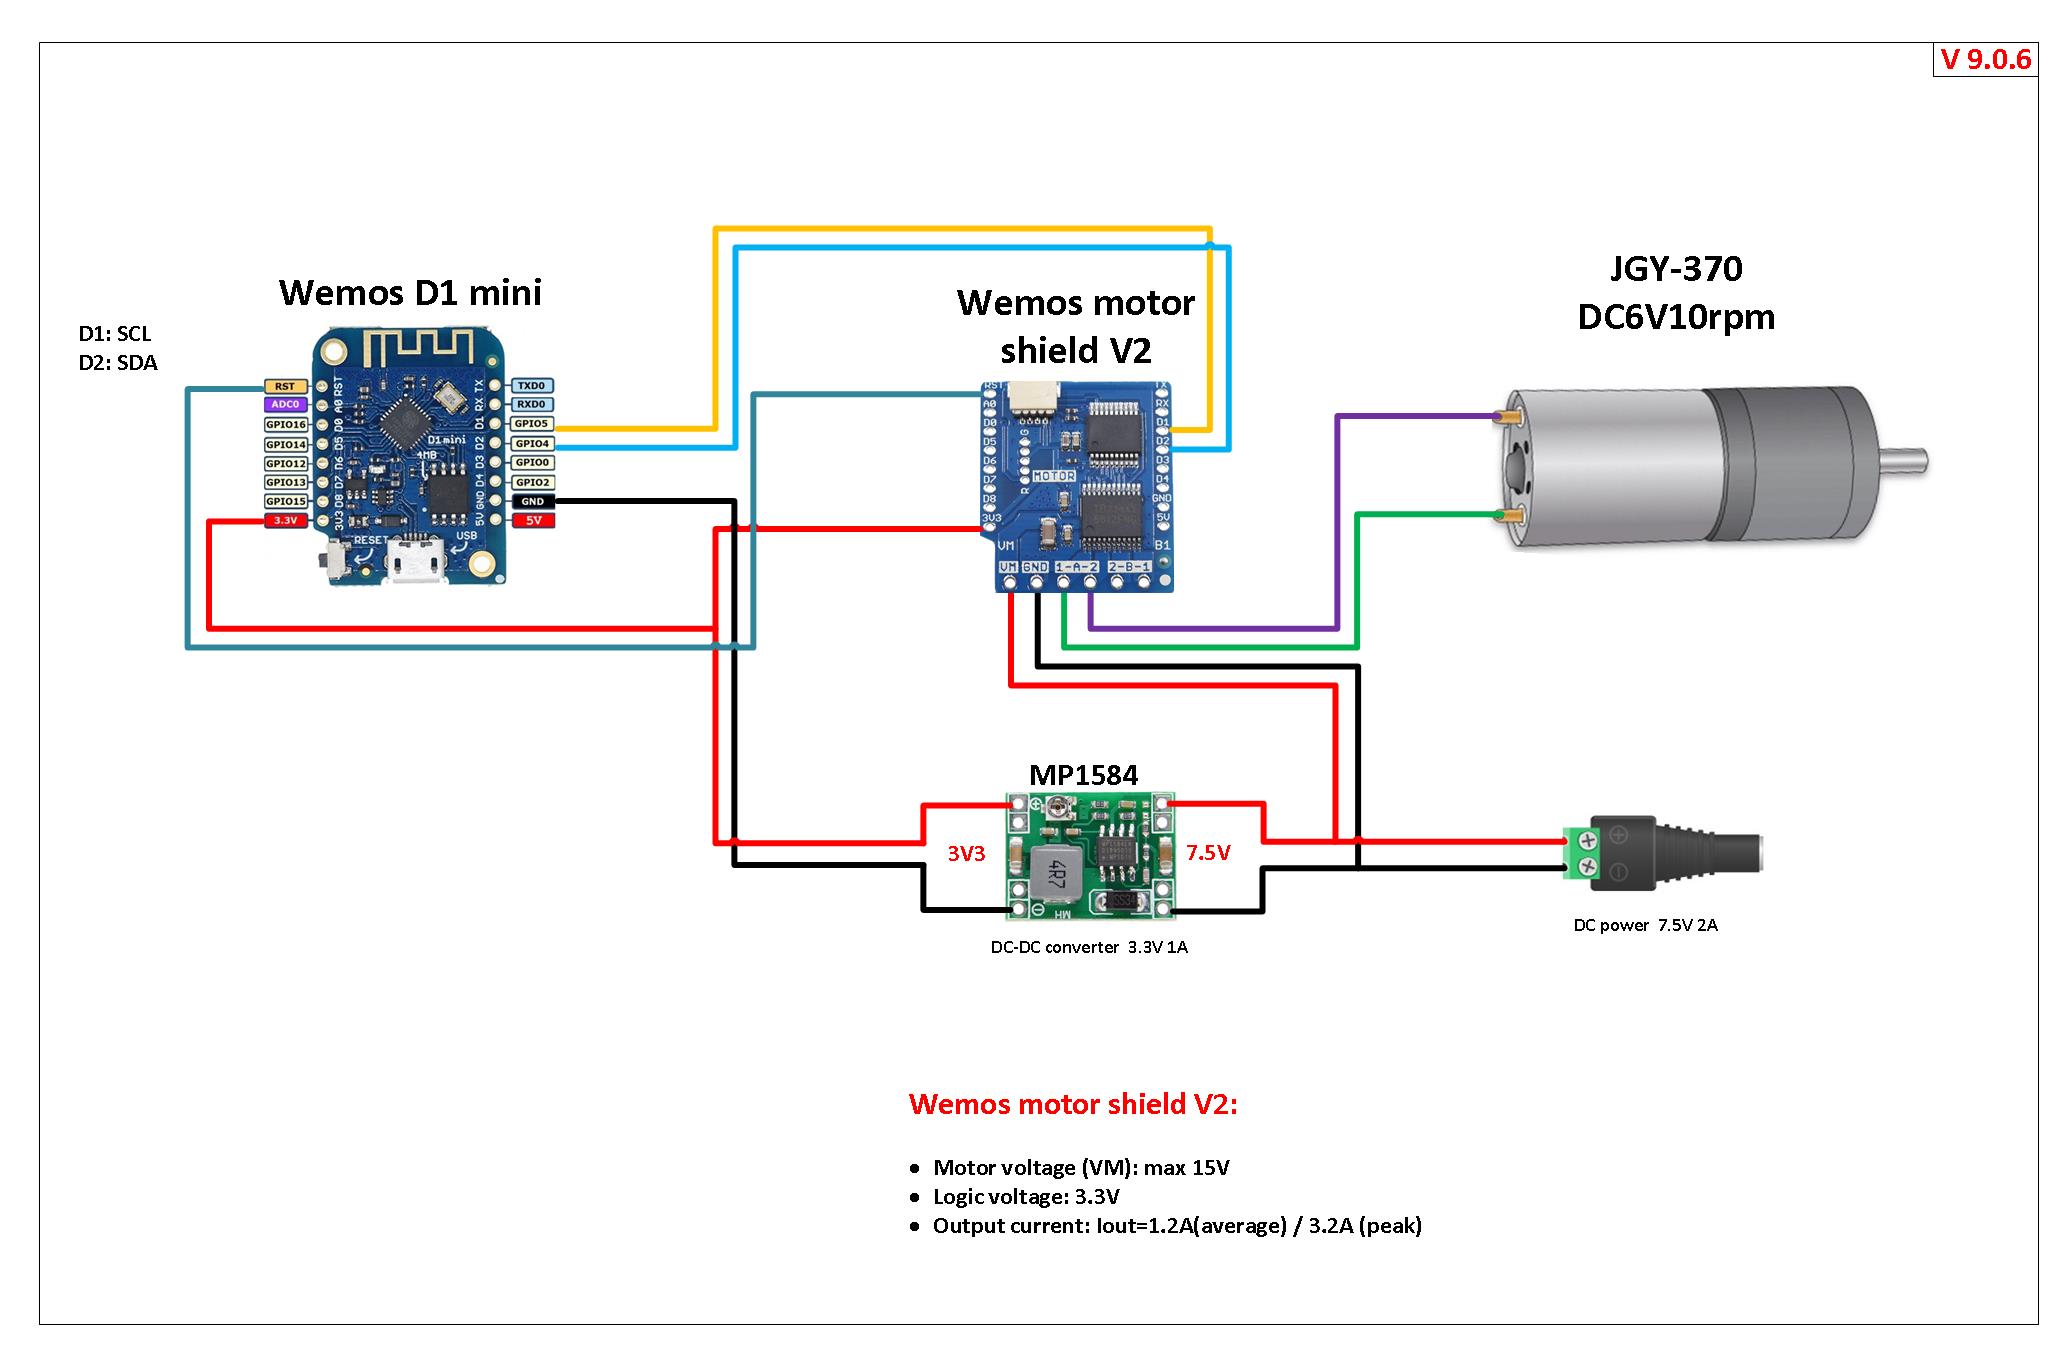 V 9.0.6
Wemos D1 mini
D1: SCL
D2: SDA
RST
ADC0
GPIO16
GPIO14
GPIO12
GPIO13
GPIO15
3.3V
RST
A0
D0
D5
D6
D7
D8
3V3
D1 mini
4MB
RESET
USB
TX
RX
D1
D2
D3
D4
GND
5V
TXD0
RXD0
GPIO5
GPIO4
GPIO0
GPIO2
GND
5V
Wemos motor
shield V2
RST
A0
D0
D5
D6
D7
D8
3V3
VM
G
R
MOTOR
TX
RX
D1
D2
D3
D4
GND
5V
B1
VM GND 1-A-2 2-B-1
JGY-370
DC6V10rpm
MP1584
3V3
4R7
SS34
MH
7.5V
DC-DC converter 3.3V 1A
DC power 7.5V 2A
Wemos motor shield V2:
• Motor voltage (VM): max 15V
• Logic voltage: 3.3V
• Output current: Iout=1.2A(average) / 3.2A (peak)